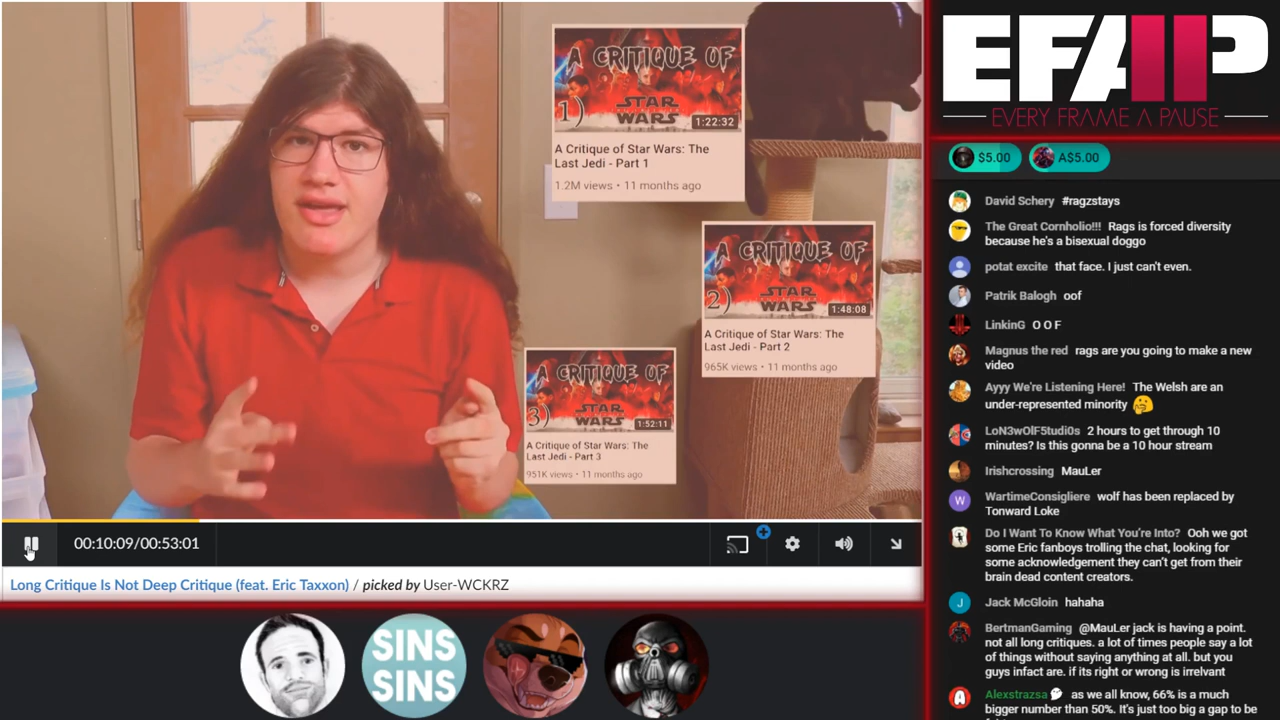 A CRITIQUE OF
STAR
WARS
1)
1:22:32
A Critique of Star Wars: The
Last Jedi - Part 1
1.2M views • 11 months ago
A CRITIQUE OF
STAR
WARS
2)
1:48:08
A Critique of Star Wars: The
Last Jedi - Part 2
965K views • 11 months ago
A CRITIQUE OF
STAR
WARS
3)
1:52:11
A Critique of Star Wars: The
Last Jedi - Part 3
951K views • 11 months ago
00:10:09/00:53:01
Long Critique Is Not Deep Critique (feat. Eric Taxxon) / picked by User-WCKRZ
SINS
SINS
EFAP
EVERY FRAME A PAUSE
$5.00
A$5.00
David Schery #ragzstays
The Great Cornholio!!! Rags is forced diversity
because he's a bisexual doggo
potat excite that face. I just can't even.
Patrik Balogh oof
LinkinG O O F
Magnus the red rags are you going to make a new
video
Ayyy We're Listening Here! The Welsh are an
under-represented minority 🤔
LoN3wOlF5tudi0s 2 hours to get through 10
minutes? Is this gonna be a 10 hour stream
Irishcrossing MauLer
W
WartimeConsigliere wolf has been replaced by
Tonward Loke
Do I Want To Know What You're Into? Ooh we got
some Eric fanboys trolling the chat, looking for
some acknowledgement they can't get from their
brain dead content creators.
J
Jack McGloin hahaha
BertmanGaming @MauLer jack is having a point.
not all long critiques. a lot of times people say a lot
of things without saying anything at all. but you
guys infact are. if its right or wrong is irrelvant
Alexstrazsa as we all know, 66% is a much
bigger number than 50%. It's just too big a gap to be